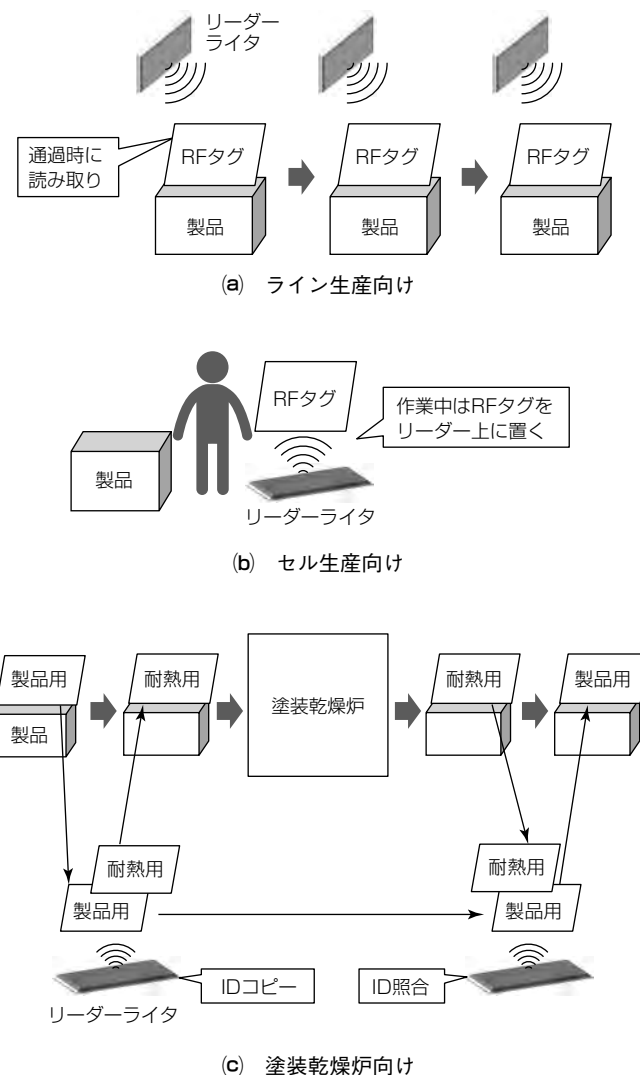 リーダー
ライタ
通過時に
読み取り
RFタグ
RFタグ
RFタグ
製品
製品
製品
(a) ライン生産向け
RFタグ
作業中はRFタグを
リーダー上に置く
製品
リーダーライタ
(b) セル生産向け
製品用
耐熱用
塗装乾燥炉
耐熱用
製品用
製品
耐熱用
製品用
耐熱用
製品用
IDコピー
ID照合
リーダーライタ
(c) 塗装乾燥炉向け